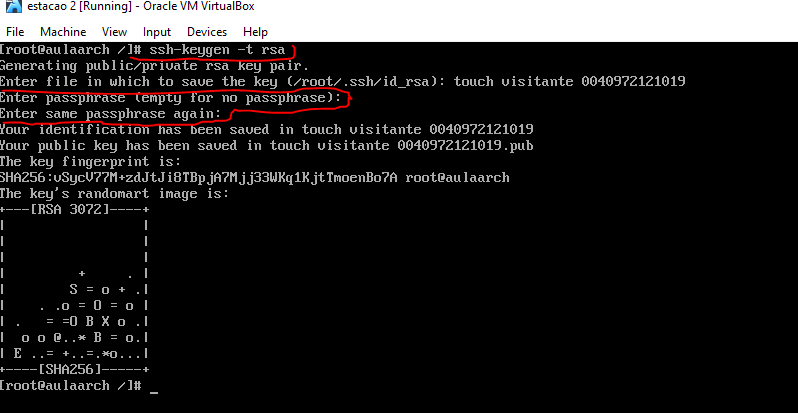 estacao 2 [Running] - Oracle VM VirtualBox
File Machine View Input Devices Help
[root@aulaarch /]# ssh-keygen -t rsa
Generating public/private rsa key pair.
Enter file in which to save the key (/root/.ssh/id_rsa): touch visitante 0040972121019
Enter passphrase (empty for no passphrase):
Enter same passphrase again:
Your identification has been saved in touch visitante 0040972121019
Your public key has been saved in touch visitante 0040972121019.pub
The key fingerprint is:
SHA256:vSycV77M+zdJtJi8TBpjA7Mjj33WKq1KjtTmoenBo7A root@aulaarch
The key's randomart image is:
+---[RSA 3072]----+
|                 |
|                 |
|                 |
|         +     . |
|        S = o + .|
|    . .o = O = o |
| .   = =O B X o .|
|  o o @..* B = o.|
| E ..= +..=.*o...|
+----[SHA256]-----+
[root@aulaarch /]# _